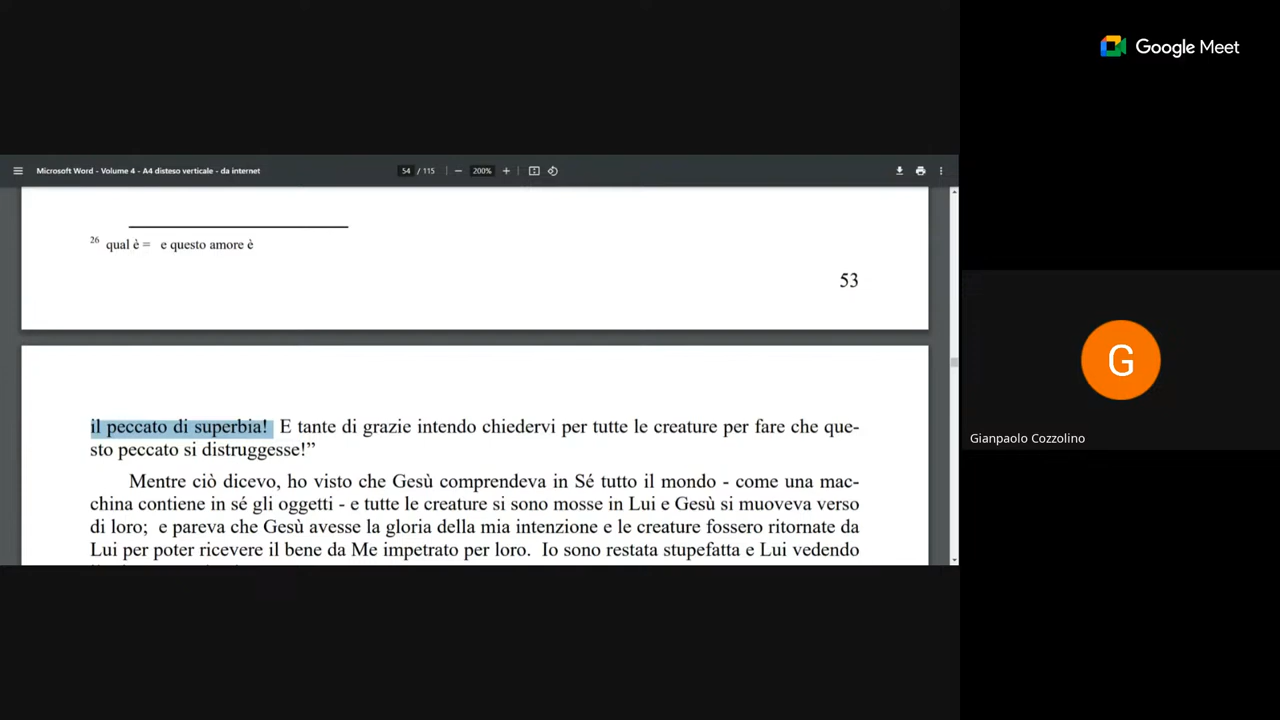 Google Meet
Microsoft Word - Volume 4 - A4 disteso verticale - da internet
54 / 115
200%
26 qual è = e questo amore è
53
il peccato di superbia! E tante di grazie intendo chiedervi per tutte le creature per fare che que-
sto peccato si distruggesse!”
Mentre ciò dicevo, ho visto che Gesù comprendeva in Sé tutto il mondo - come una mac-
china contiene in sé gli oggetti - e tutte le creature si sono mosse in Lui e Gesù si muoveva verso
di loro; e pareva che Gesù avesse la gloria della mia intenzione e le creature fossero ritornate da
Lui per poter ricevere il bene da Me impetrato per loro. Io sono restata stupefatta e Lui vedendo
G
Gianpaolo Cozzolino